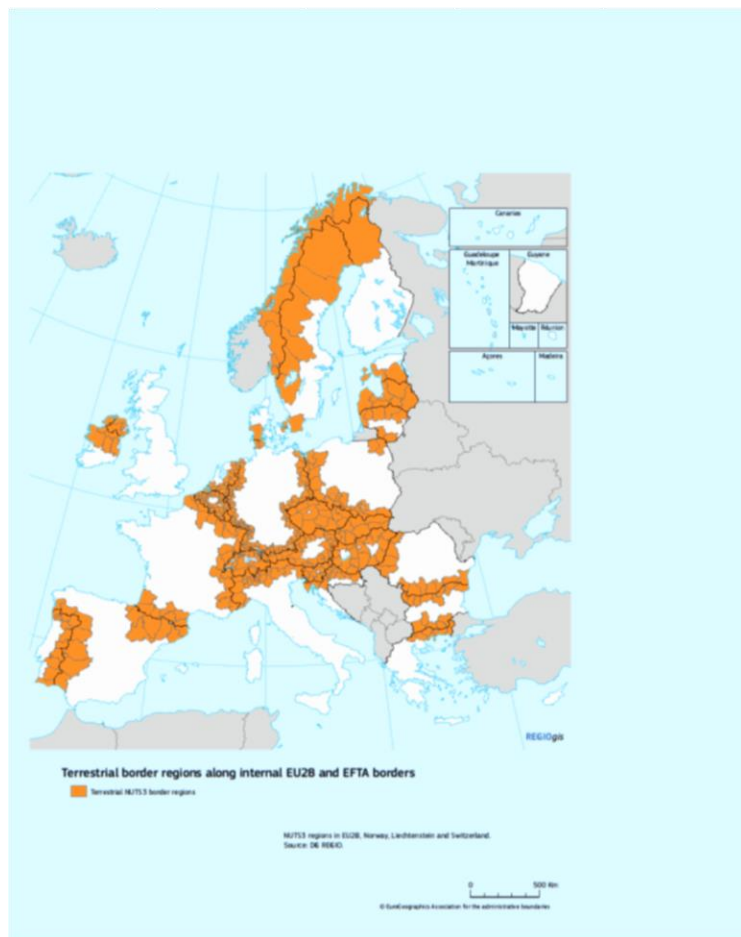 Canarias
Guadeloupe
Martinique
Guyane
Mayotte
Réunion
Açores
Madeira
REGIOgis
Terrestrial border regions along internal EU28 and EFTA borders
Terrestrial NUTS3 border regions
NUTS3 regions in EU28, Norway, Liechtenstein and Switzerland.
Source: DG REGIO.
0 500 Km
© EuroGeographics Association for the administrative boundaries